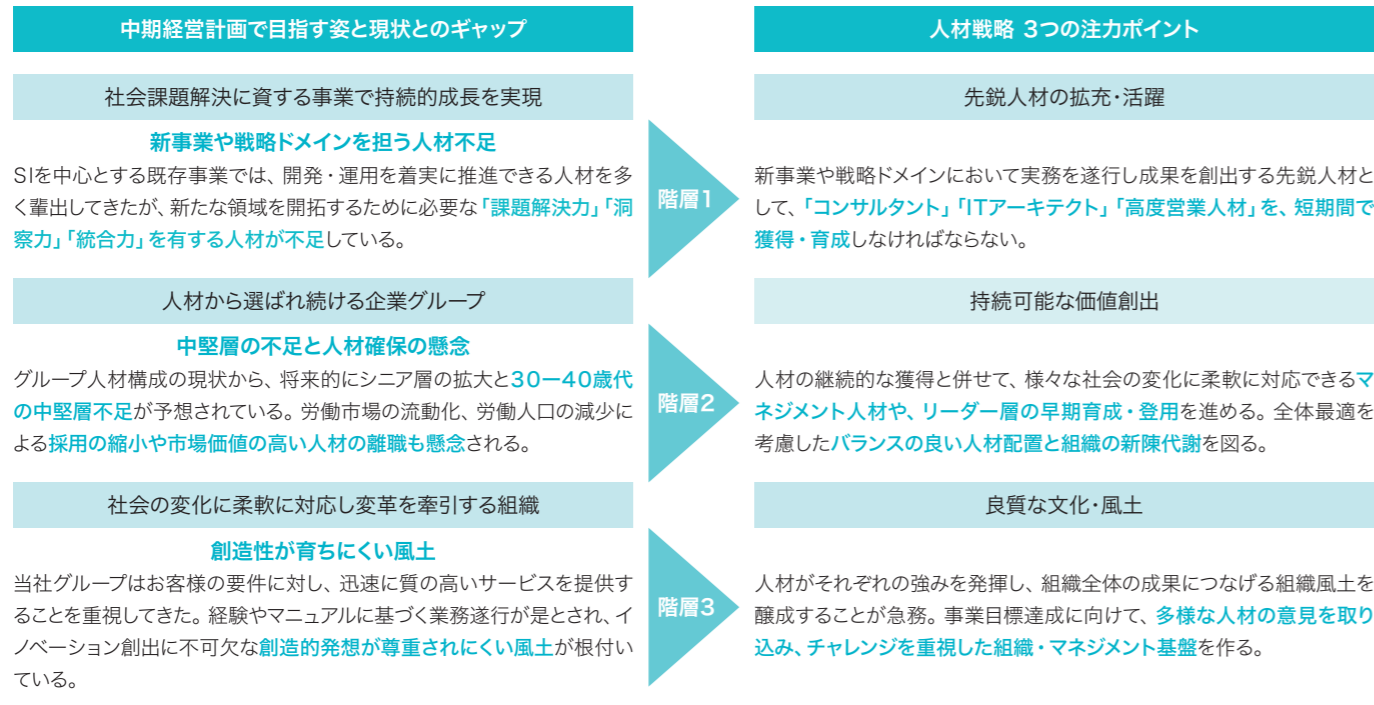 中期経営計画で目指す姿と現状とのギャップ
人材戦略 3つの注力ポイント
社会課題解決に資する事業で持続的成長を実現
新事業や戦略ドメインを担う人材不足
SIを中心とする既存事業では、開発・運用を着実に推進できる人材を多
く輩出してきたが、新たな領域を開拓するために必要な「課題解決力」「洞
察力」「統合力」を有する人材が不足している。
階層1
先鋭人材の拡充・活躍
新事業や戦略ドメインにおいて実務を遂行し成果を創出する先鋭人材と
して、「コンサルタント」「ITアーキテクト」「高度営業人材」を、短期間で
獲得・育成しなければならない。
人材から選ばれ続ける企業グループ
中堅層の不足と人材確保の懸念
グループ人材構成の現状から、将来的にシニア層の拡大と30ー40歳代
の中堅層不足が予想されている。労働市場の流動化、労働人口の減少に
よる採用の縮小や市場価値の高い人材の離職も懸念される。
階層2
持続可能な価値創出
人材の継続的な獲得と併せて、様々な社会の変化に柔軟に対応できるマ
ネジメント人材や、リーダー層の早期育成・登用を進める。全体最適を
考慮したバランスの良い人材配置と組織の新陳代謝を図る。
社会の変化に柔軟に対応し変革を牽引する組織
創造性が育ちにくい風土
当社グループはお客様の要件に対し、迅速に質の高いサービスを提供す
ることを重視してきた。経験やマニュアルに基づく業務遂行が是とされ、イ
ノベーション創出に不可欠な創造的発想が尊重されにくい風土が根付い
ている。
階層3
良質な文化・風土
人材がそれぞれの強みを発揮し、組織全体の成果につなげる組織風土を
醸成することが急務。事業目標達成に向けて、多様な人材の意見を取り
込み、チャレンジを重視した組織・マネジメント基盤を作る。